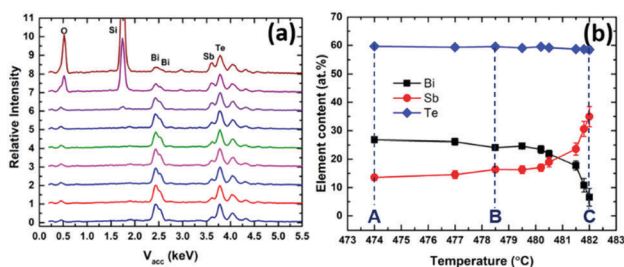 (a)
O
Si
Bi
Bi
Sb
Te
11
10
9
8
7
6
5
4
3
2
1
0
Relative Intensity
0.0 0.5 1.0 1.5 2.0 2.5 3.0 3.5 4.0 4.5 5.0 5.5
Vacc (keV)
(b)
80
70
60
50
40
30
20
10
0
Element content (at.%)
Bi
Sb
Te
A
B
C
473 474 475 476 477 478 479 480 481 482 483
Temperature (°C)